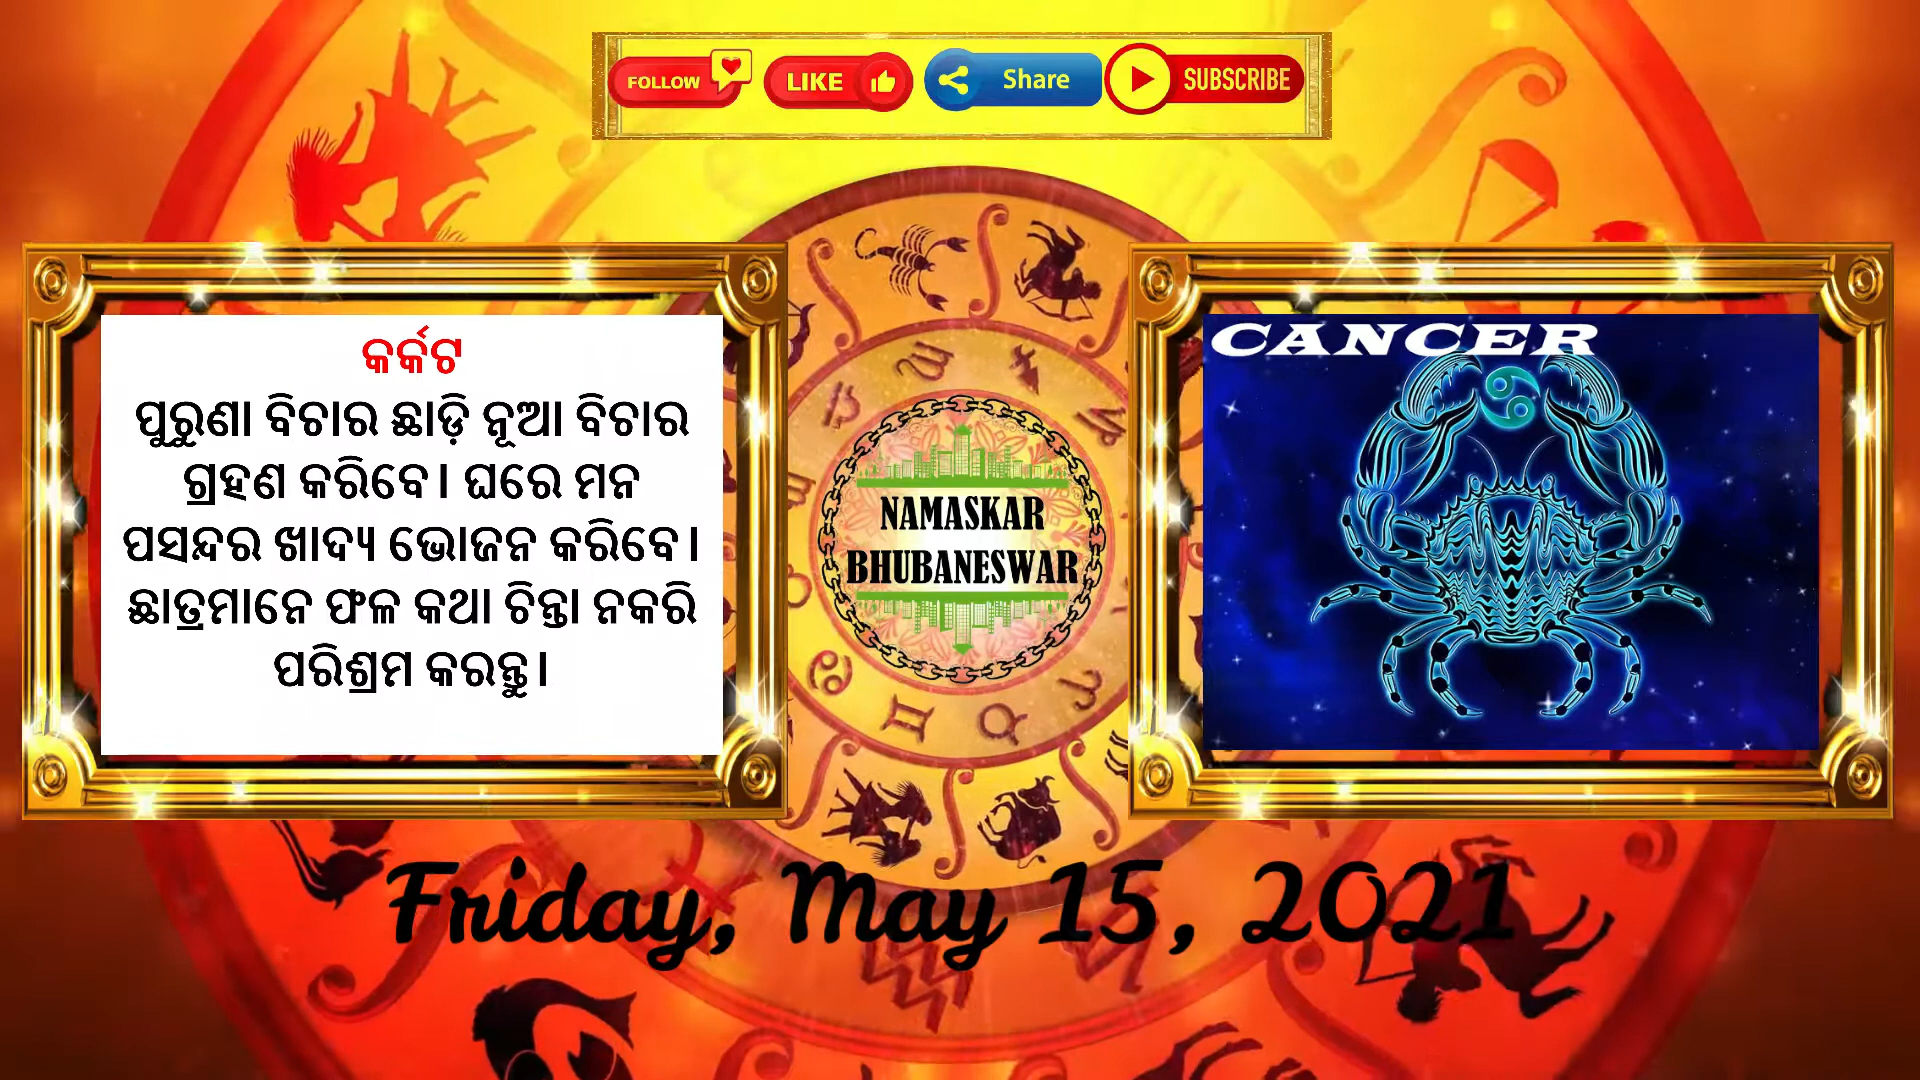 FOLLOW
LIKE
Share
SUBSCRIBE
କର୍କଟ
ପୁରୁଣା ବିଚାର ଛାଡ଼ି ନୂଆ ବିଚାର
ଗ୍ରହଣ କରିବେ। ଘରେ ମନ
ପସନ୍ଦର ଖାଦ୍ୟ ଭୋଜନ କରିବେ।
ଛାତ୍ରମାନେ ଫଳ କଥା ଚିନ୍ତା ନକରି
ପରିଶ୍ରମ କରନ୍ତୁ।
NAMASKAR
BHUBANESWAR
CANCER
Friday, May 15, 2021